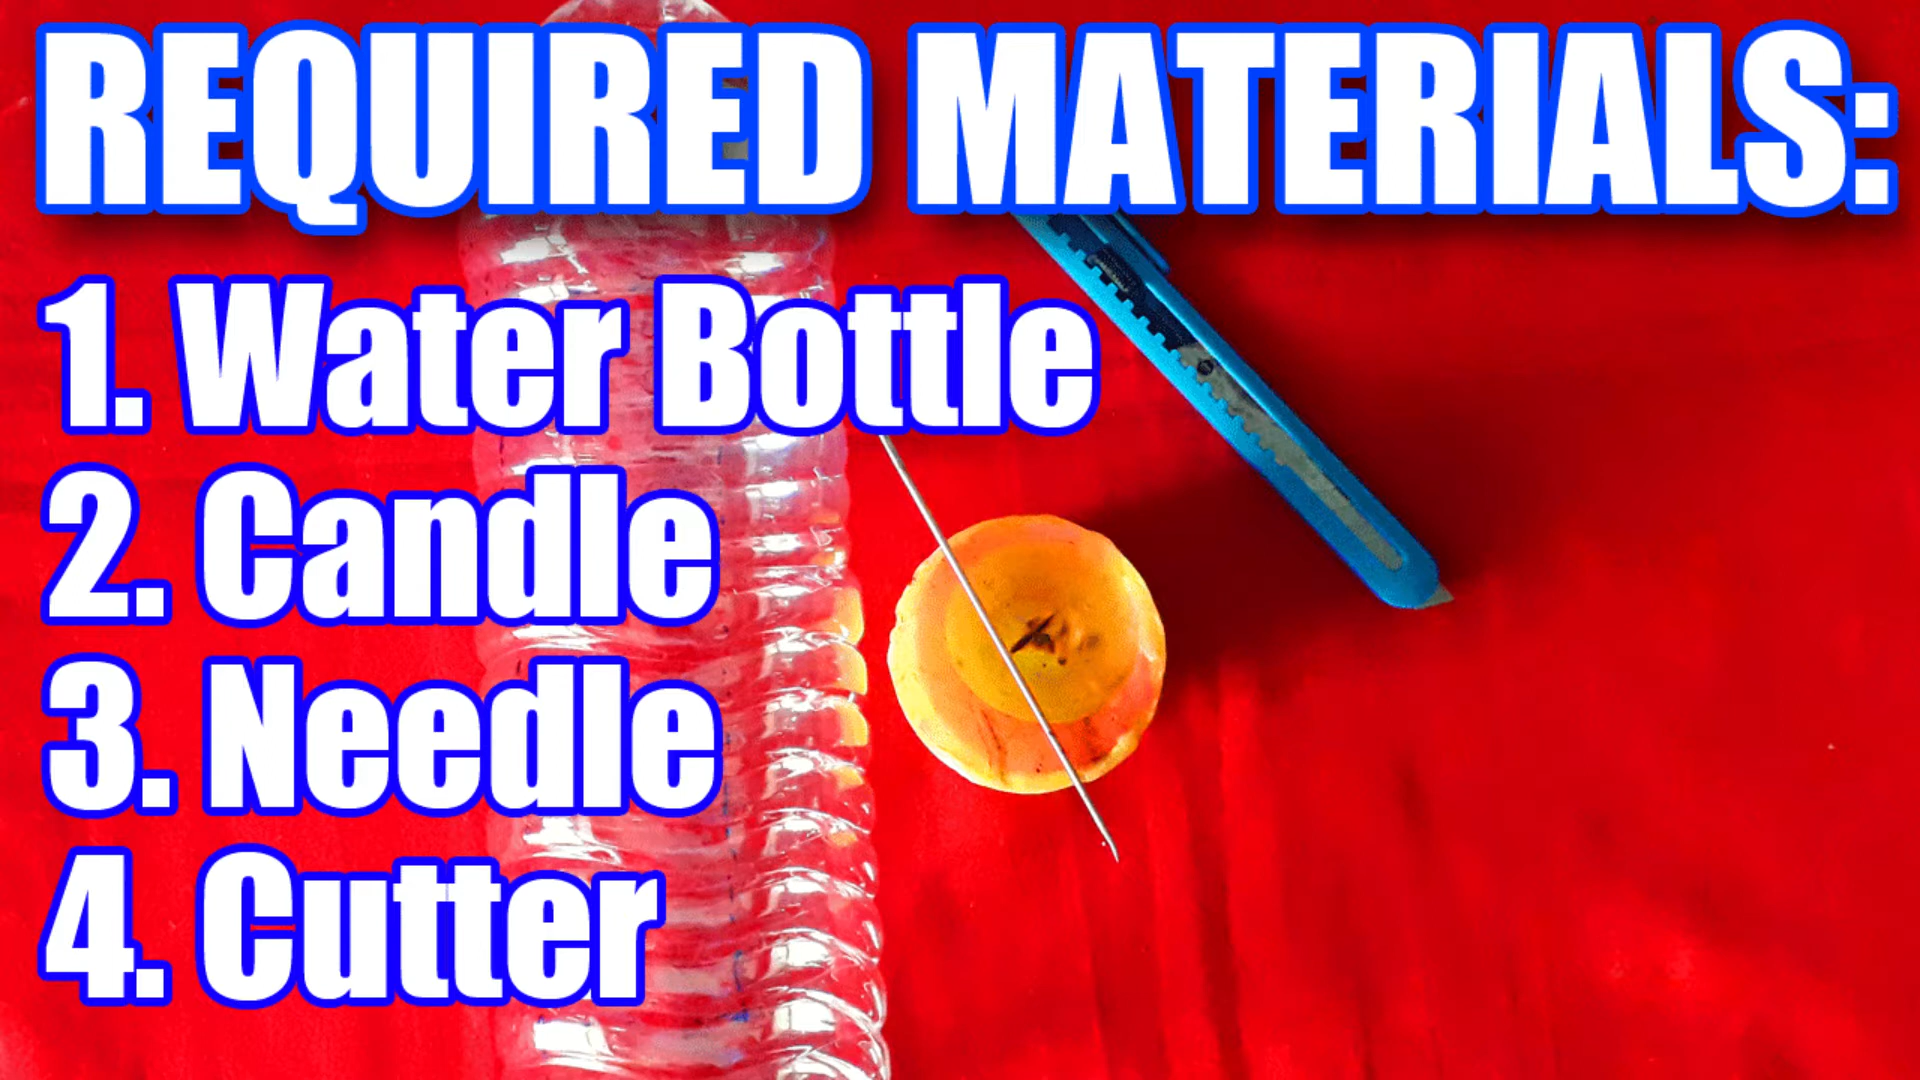 REQUIRED MATERIALS:
1. Water Bottle
2. Candle
3. Needle
4. Cutter